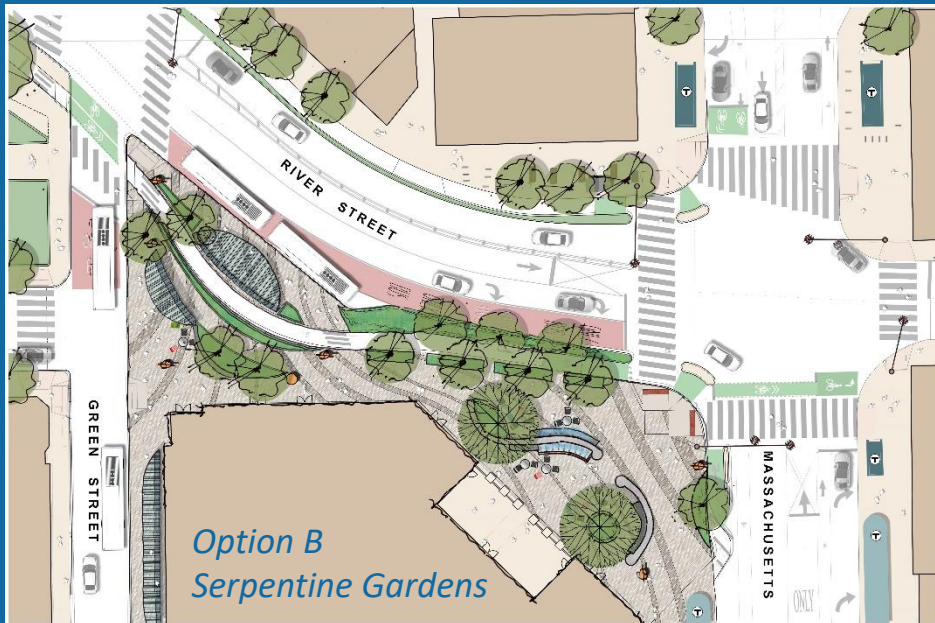 RIVER STREET
GREEN STREET
MASSACHUSETTS
ONLY
T
T
T
T
T
Option B
Serpentine Gardens